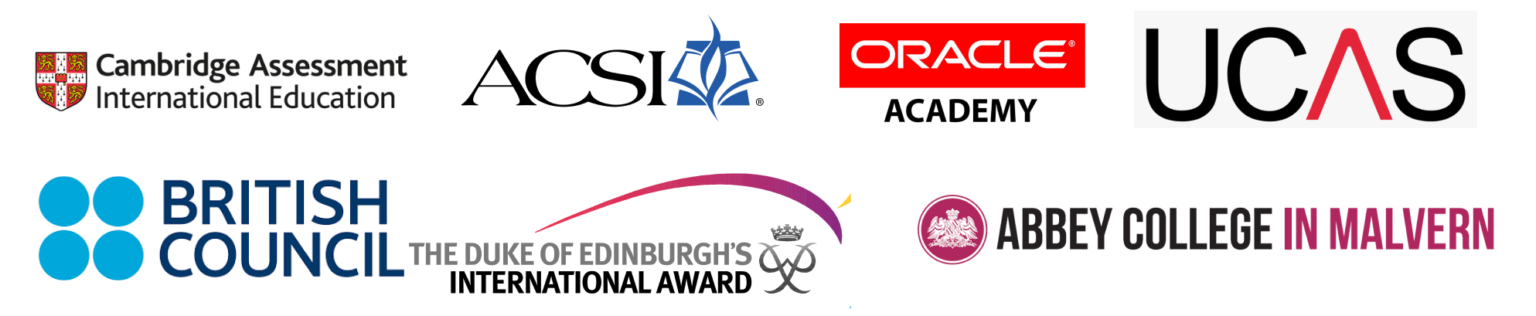 Cambridge Assessment
International Education
ACSI®
ORACLE®
ACADEMY
UCAS
BRITISH
COUNCIL
THE DUKE OF EDINBURGH'S
INTERNATIONAL AWARD
ABBEY COLLEGE IN MALVERN